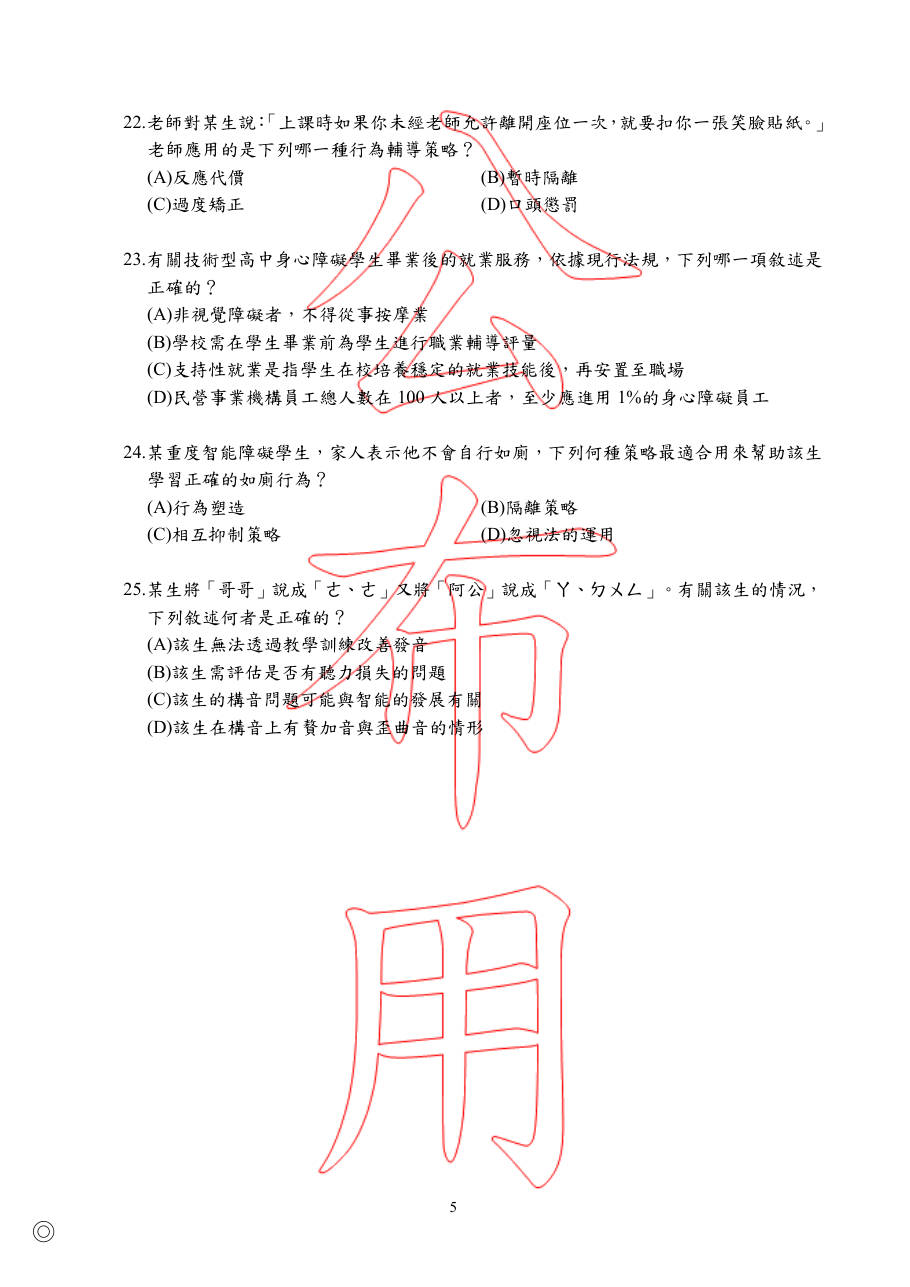 22.老師對某生說：「上課時如果你未經老師允許離開座位一次，就要扣你一張笑臉貼紙。」
老師應用的是下列哪一種行為輔導策略？
(A)反應代價 (B)暫時隔離
(C)過度矯正 (D)口頭懲罰
23.有關技術型高中身心障礙學生畢業後的就業服務，依據現行法規，下列哪一項敘述是
正確的？
(A)非視覺障礙者，不得從事按摩業
(B)學校需在學生畢業前為學生進行職業輔導評量
(C)支持性就業是指學生在校培養穩定的就業技能後，再安置至職場
(D)民營事業機構員工總人數在 100 人以上者，至少應進用 1%的身心障礙員工
24.某重度智能障礙學生，家人表示他不會自行如廁，下列何種策略最適合用來幫助該生
學習正確的如廁行為？
(A)行為塑造 (B)隔離策略
(C)相互抑制策略 (D)忽視法的運用
25.某生將「哥哥」說成「ㄜ、ㄜ」又將「阿公」說成「ㄚ、ㄉㄨㄥ」。有關該生的情況，
下列敘述何者是正確的？
(A)該生無法透過教學訓練改善發音
(B)該生需評估是否有聽力損失的問題
(C)該生的構音問題可能與智能的發展有關
(D)該生在構音上有贅加音與歪曲音的情形
公
布
用
5